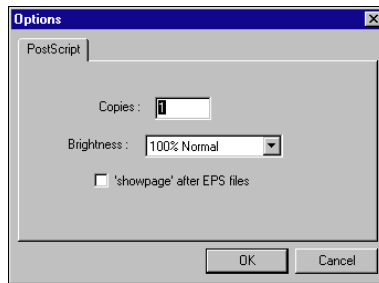 Options
PostScript
Copies : 1
Brightness : 100% Normal
'showpage' after EPS files
OK Cancel